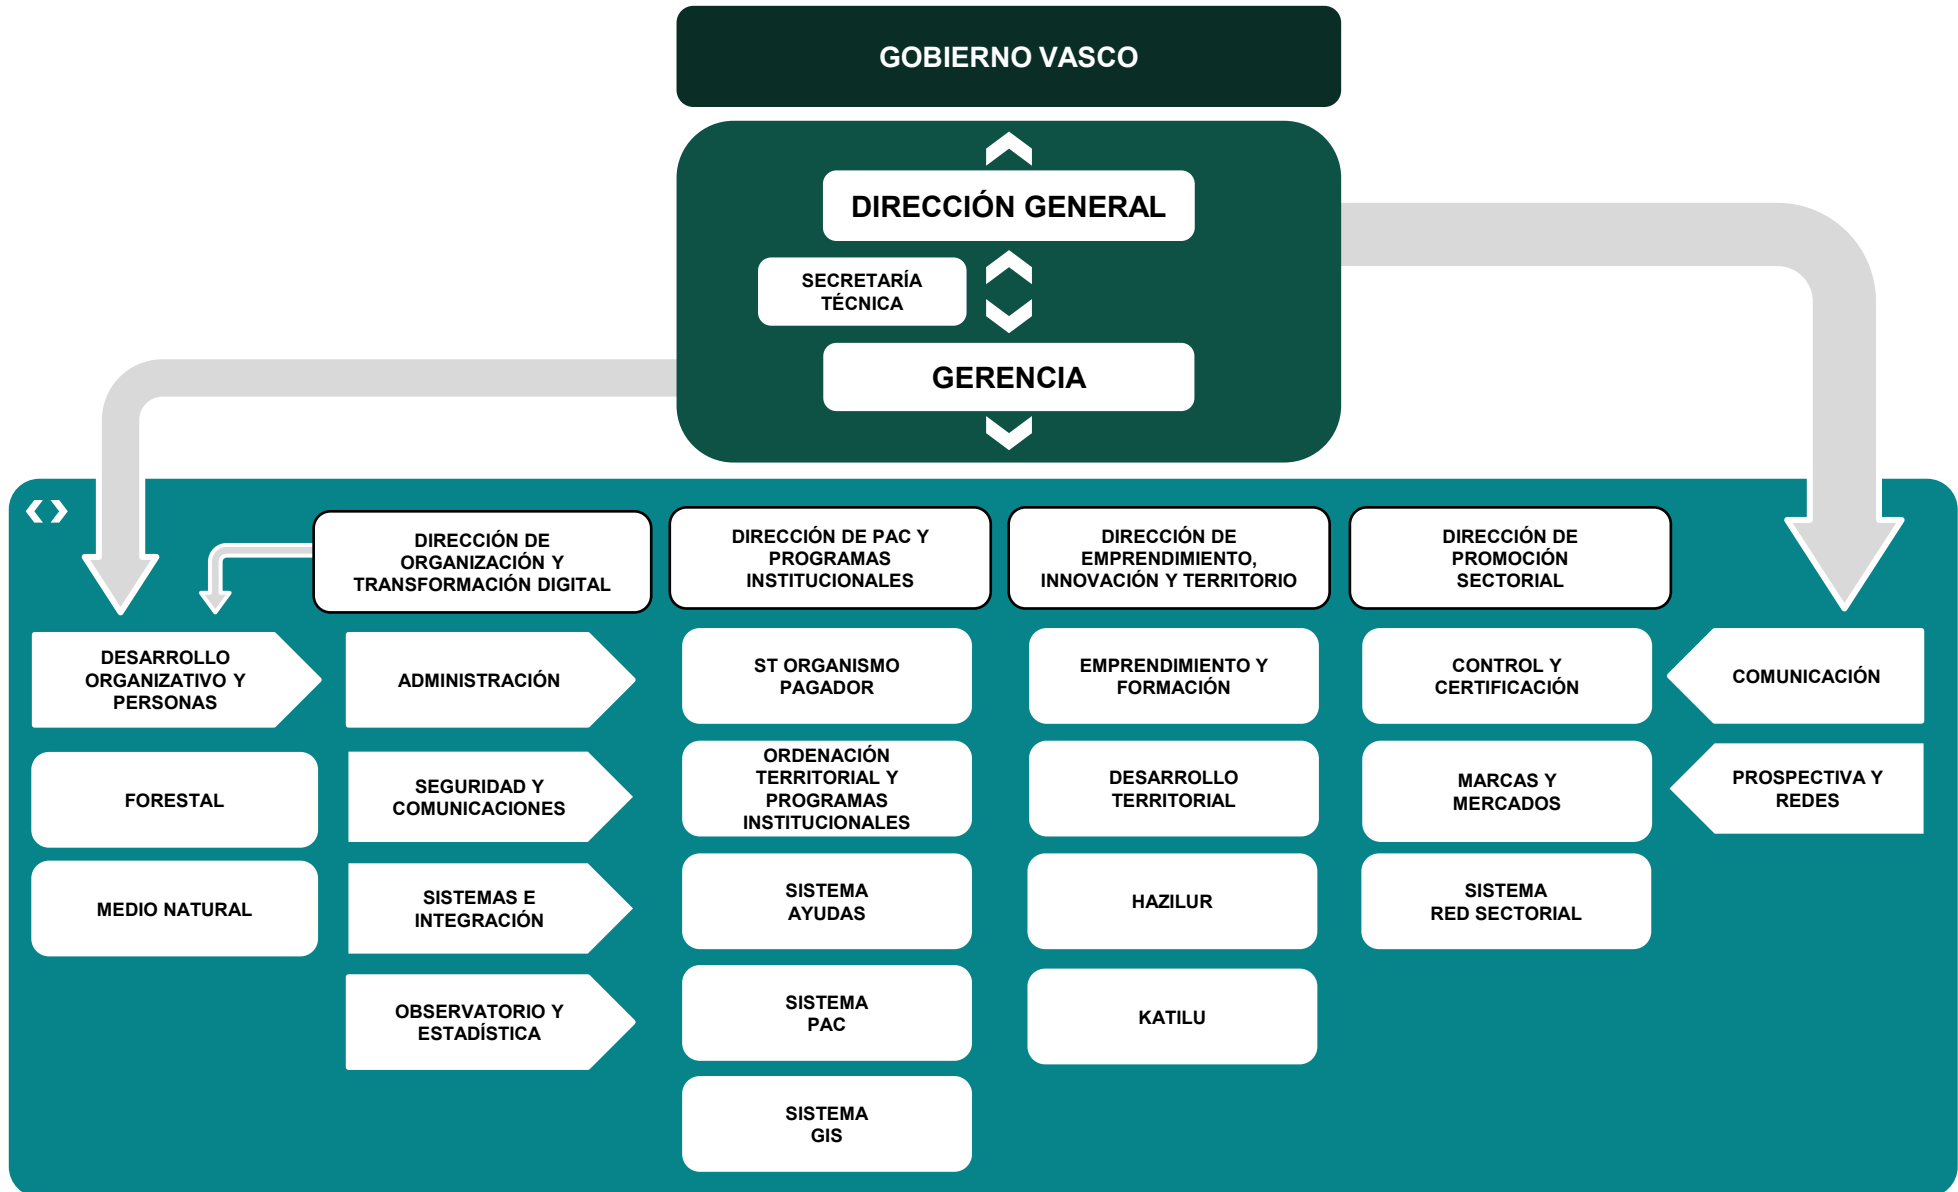 GOBIERNO VASCO
DIRECCIÓN GENERAL
SECRETARÍA
TÉCNICA
GERENCIA
DIRECCIÓN DE
ORGANIZACIÓN Y
TRANSFORMACIÓN DIGITAL
DIRECCIÓN DE PAC Y
PROGRAMAS
INSTITUCIONALES
DIRECCIÓN DE
EMPRENDIMIENTO,
INNOVACIÓN Y TERRITORIO
DIRECCIÓN DE
PROMOCIÓN
SECTORIAL
DESARROLLO
ORGANIZATIVO Y
PERSONAS
FORESTAL
MEDIO NATURAL
ADMINISTRACIÓN
SEGURIDAD Y
COMUNICACIONES
SISTEMAS E
INTEGRACIÓN
OBSERVATORIO Y
ESTADÍSTICA
ST ORGANISMO
PAGADOR
ORDENACIÓN
TERRITORIAL Y
PROGRAMAS
INSTITUCIONALES
SISTEMA
AYUDAS
SISTEMA
PAC
SISTEMA
GIS
EMPRENDIMIENTO Y
FORMACIÓN
DESARROLLO
TERRITORIAL
HAZILUR
KATILU
CONTROL Y
CERTIFICACIÓN
MARCAS Y
MERCADOS
SISTEMA
RED SECTORIAL
COMUNICACIÓN
PROSPECTIVA Y
REDES